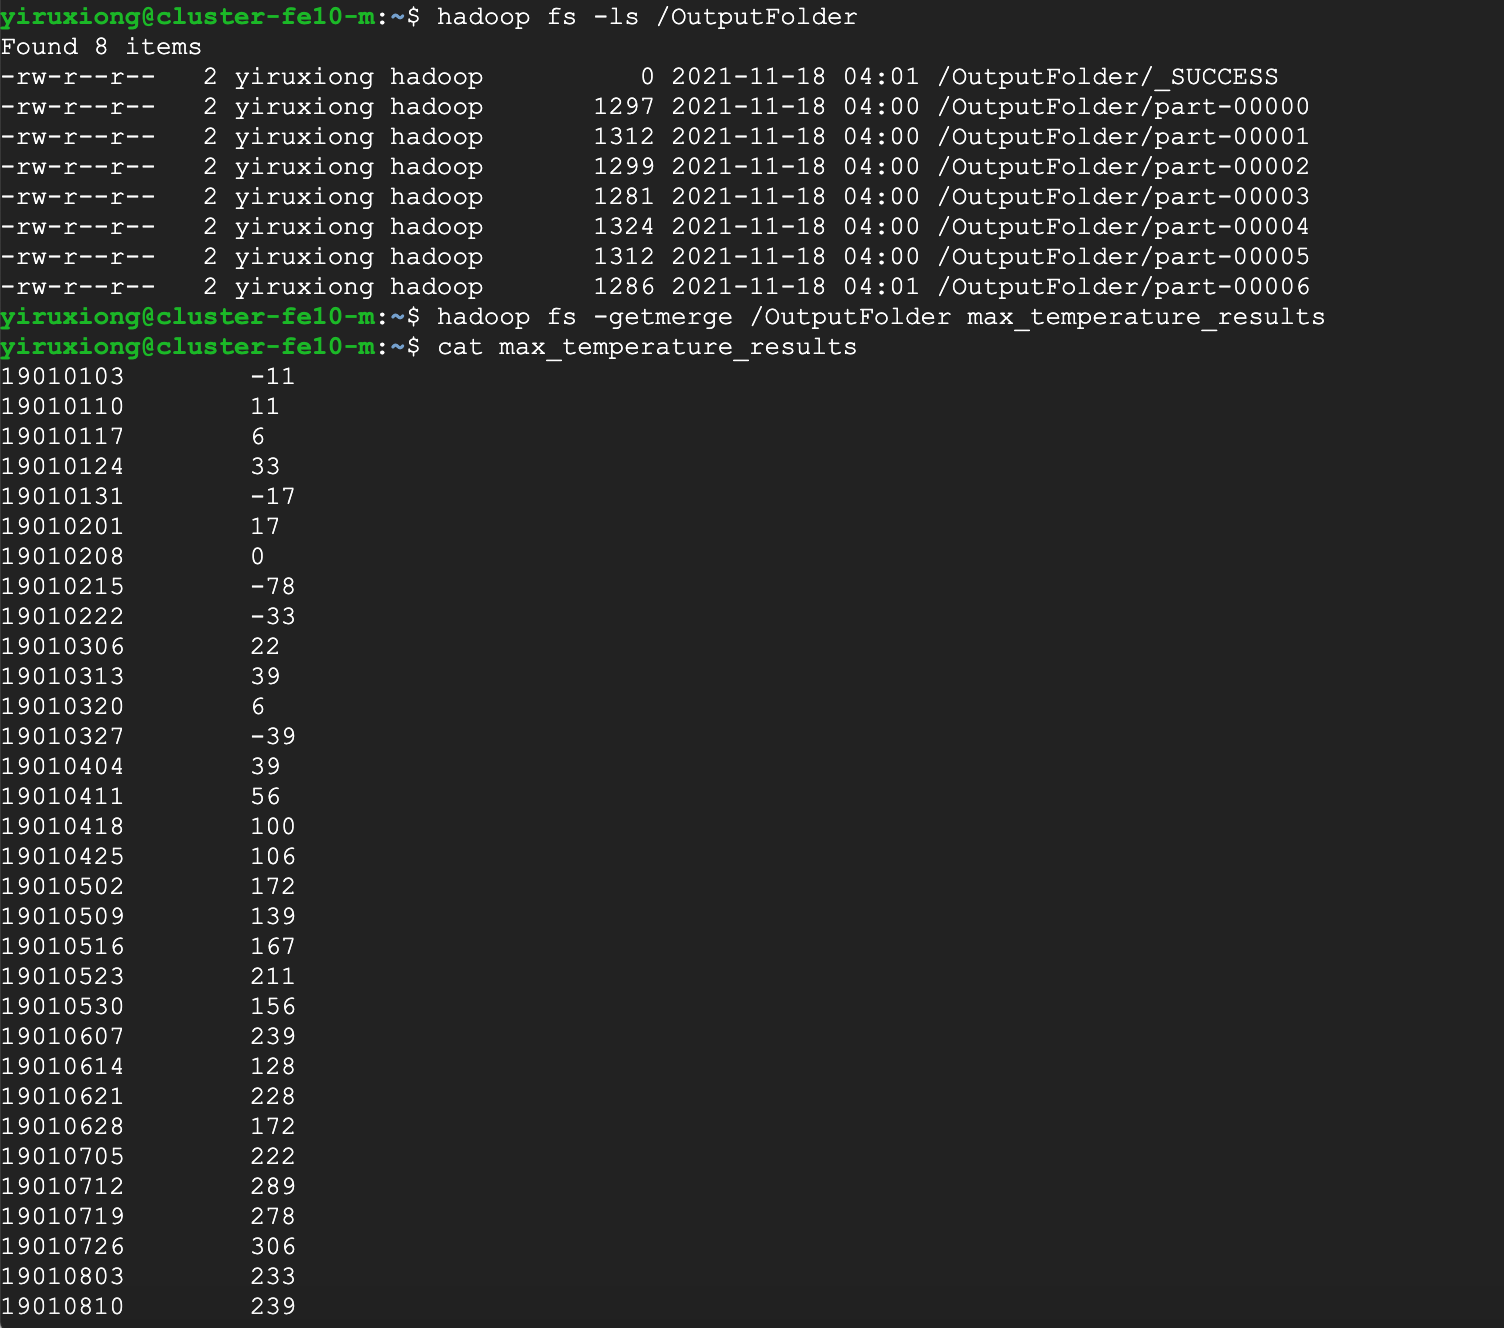 yiruxiong@cluster-fe10-m:~$ hadoop fs -ls /OutputFolder
Found 8 items
-rw-r--r--   2 yiruxiong hadoop          0 2021-11-18 04:01 /OutputFolder/_SUCCESS
-rw-r--r--   2 yiruxiong hadoop       1297 2021-11-18 04:00 /OutputFolder/part-00000
-rw-r--r--   2 yiruxiong hadoop       1312 2021-11-18 04:00 /OutputFolder/part-00001
-rw-r--r--   2 yiruxiong hadoop       1299 2021-11-18 04:00 /OutputFolder/part-00002
-rw-r--r--   2 yiruxiong hadoop       1281 2021-11-18 04:00 /OutputFolder/part-00003
-rw-r--r--   2 yiruxiong hadoop       1324 2021-11-18 04:00 /OutputFolder/part-00004
-rw-r--r--   2 yiruxiong hadoop       1312 2021-11-18 04:00 /OutputFolder/part-00005
-rw-r--r--   2 yiruxiong hadoop       1286 2021-11-18 04:01 /OutputFolder/part-00006
yiruxiong@cluster-fe10-m:~$ hadoop fs -getmerge /OutputFolder max_temperature_results
yiruxiong@cluster-fe10-m:~$ cat max_temperature_results
19010103        -11
19010110        11
19010117        6
19010124        33
19010131        -17
19010201        17
19010208        0
19010215        -78
19010222        -33
19010306        22
19010313        39
19010320        6
19010327        -39
19010404        39
19010411        56
19010418        100
19010425        106
19010502        172
19010509        139
19010516        167
19010523        211
19010530        156
19010607        239
19010614        128
19010621        228
19010628        172
19010705        222
19010712        289
19010719        278
19010726        306
19010803        233
19010810        239